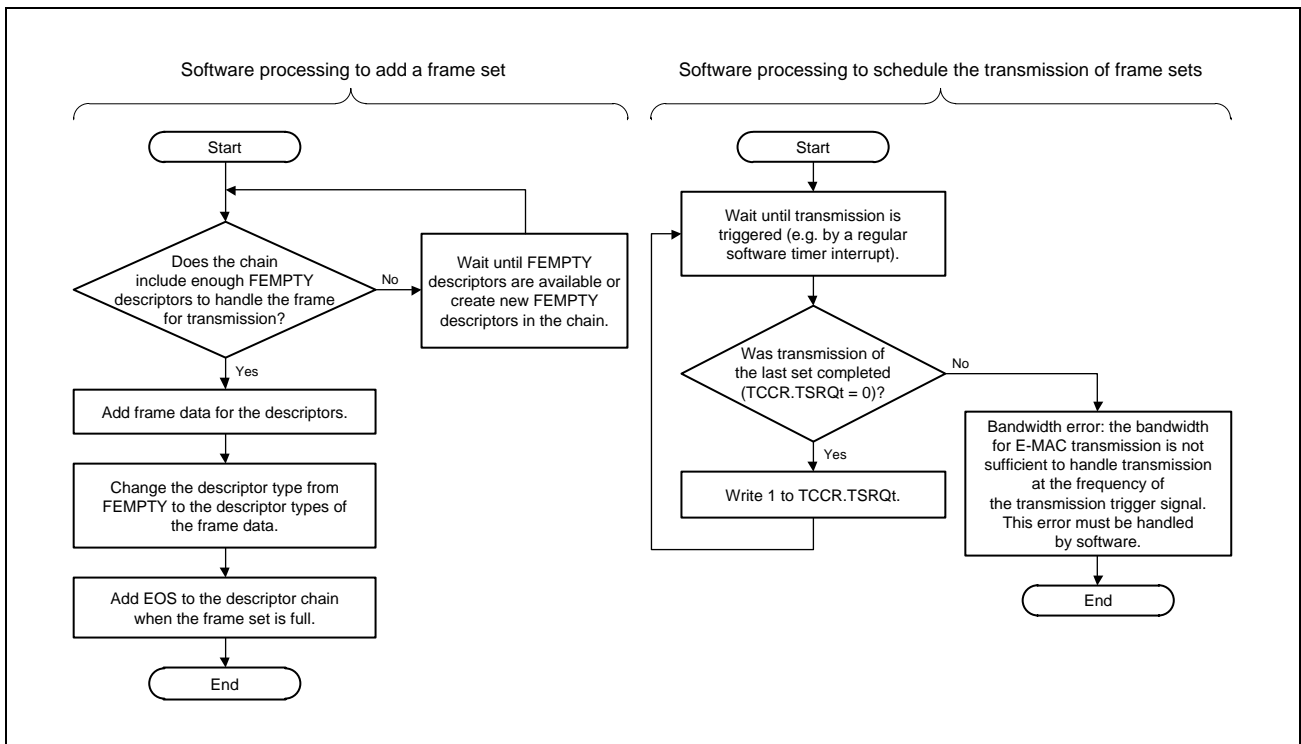 Software processing to add a frame set
Start
Does the chain
include enough FEMPTY
descriptors to handle the frame
for transmission?
No
Wait until FEMPTY
descriptors are available or
create new FEMPTY
descriptors in the chain.
Yes
Add frame data for the descriptors.
Change the descriptor type from
FEMPTY to the descriptor types of
the frame data.
Add EOS to the descriptor chain
when the frame set is full.
End
Software processing to schedule the transmission of frame sets
Start
Wait until transmission is
triggered (e.g. by a regular
software timer interrupt).
Was transmission of
the last set completed
(TCCR.TSRQt = 0)?
No
Yes
Write 1 to TCCR.TSRQt.
Bandwidth error: the bandwidth
for E-MAC transmission is not
sufficient to handle transmission
at the frequency of
the transmission trigger signal.
This error must be handled
by software.
End